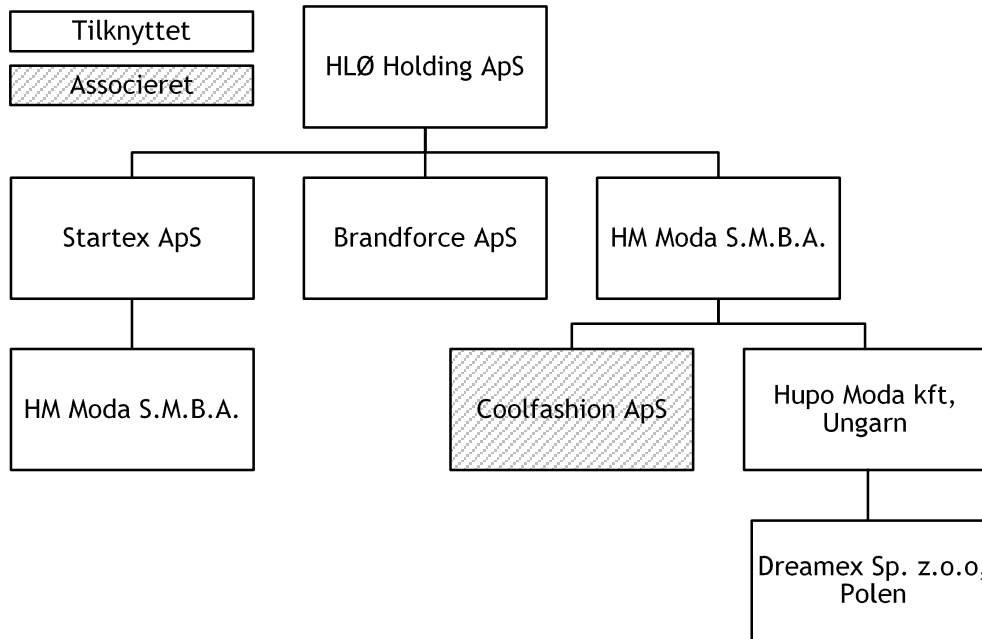 Tilknyttet
Associeret
HLØ Holding ApS
Startex ApS
Brandforce ApS
HM Moda S.M.B.A.
HM Moda S.M.B.A.
Coolfashion ApS
Hupo Moda kft,
Ungarn
Dreamex Sp. z.o.o,
Polen